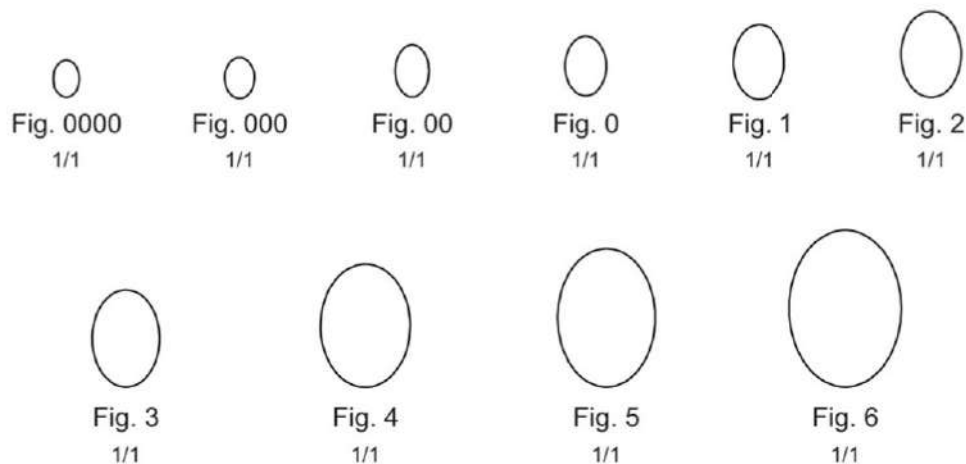 Fig. 0000 Fig. 000 Fig. 00 Fig. 0 Fig. 1 Fig. 2
1/1 1/1 1/1 1/1 1/1 1/1
Fig. 3 Fig. 4 Fig. 5 Fig. 6
1/1 1/1 1/1 1/1